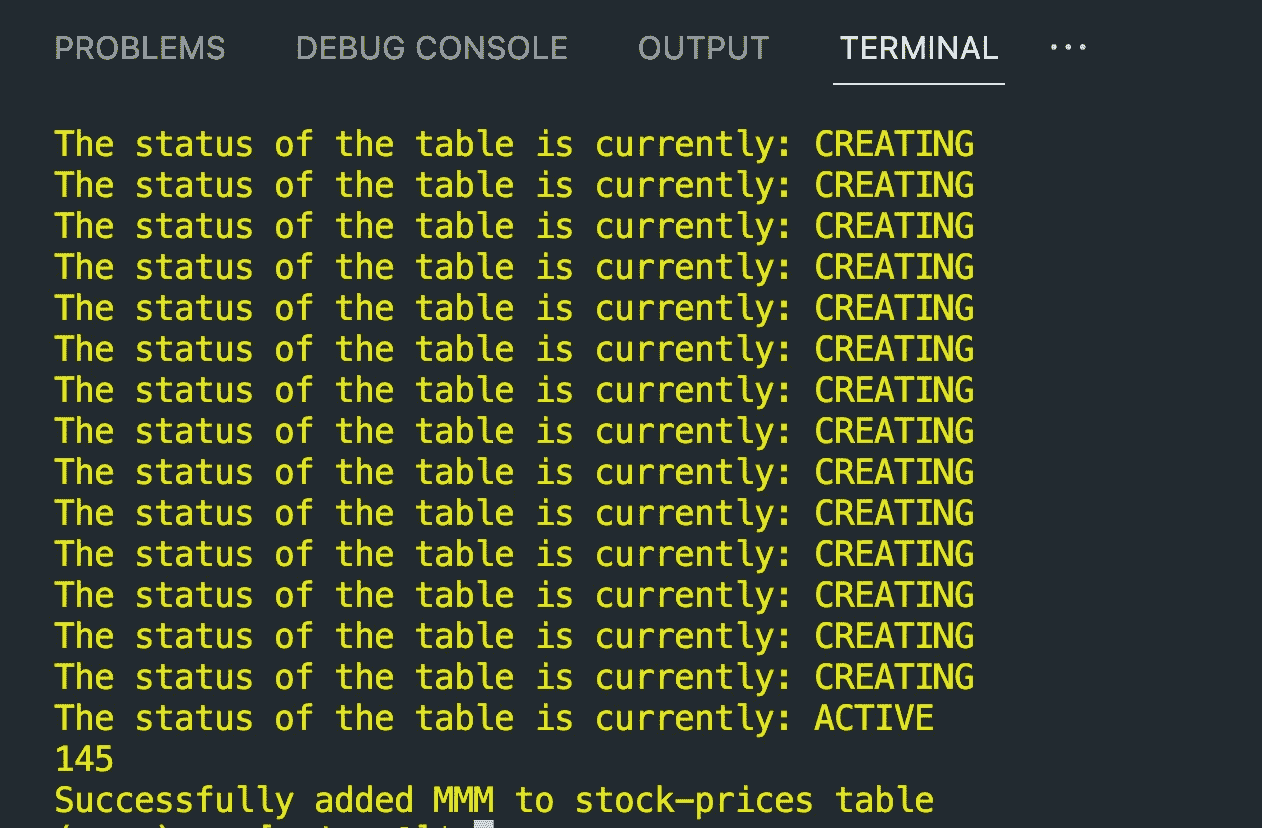 PROBLEMS DEBUG CONSOLE OUTPUT TERMINAL ...
The status of the table is currently: CREATING
The status of the table is currently: CREATING
The status of the table is currently: CREATING
The status of the table is currently: CREATING
The status of the table is currently: CREATING
The status of the table is currently: CREATING
The status of the table is currently: CREATING
The status of the table is currently: CREATING
The status of the table is currently: CREATING
The status of the table is currently: CREATING
The status of the table is currently: CREATING
The status of the table is currently: CREATING
The status of the table is currently: CREATING
The status of the table is currently: CREATING
The status of the table is currently: ACTIVE
145
Successfully added MMM to stock-prices table